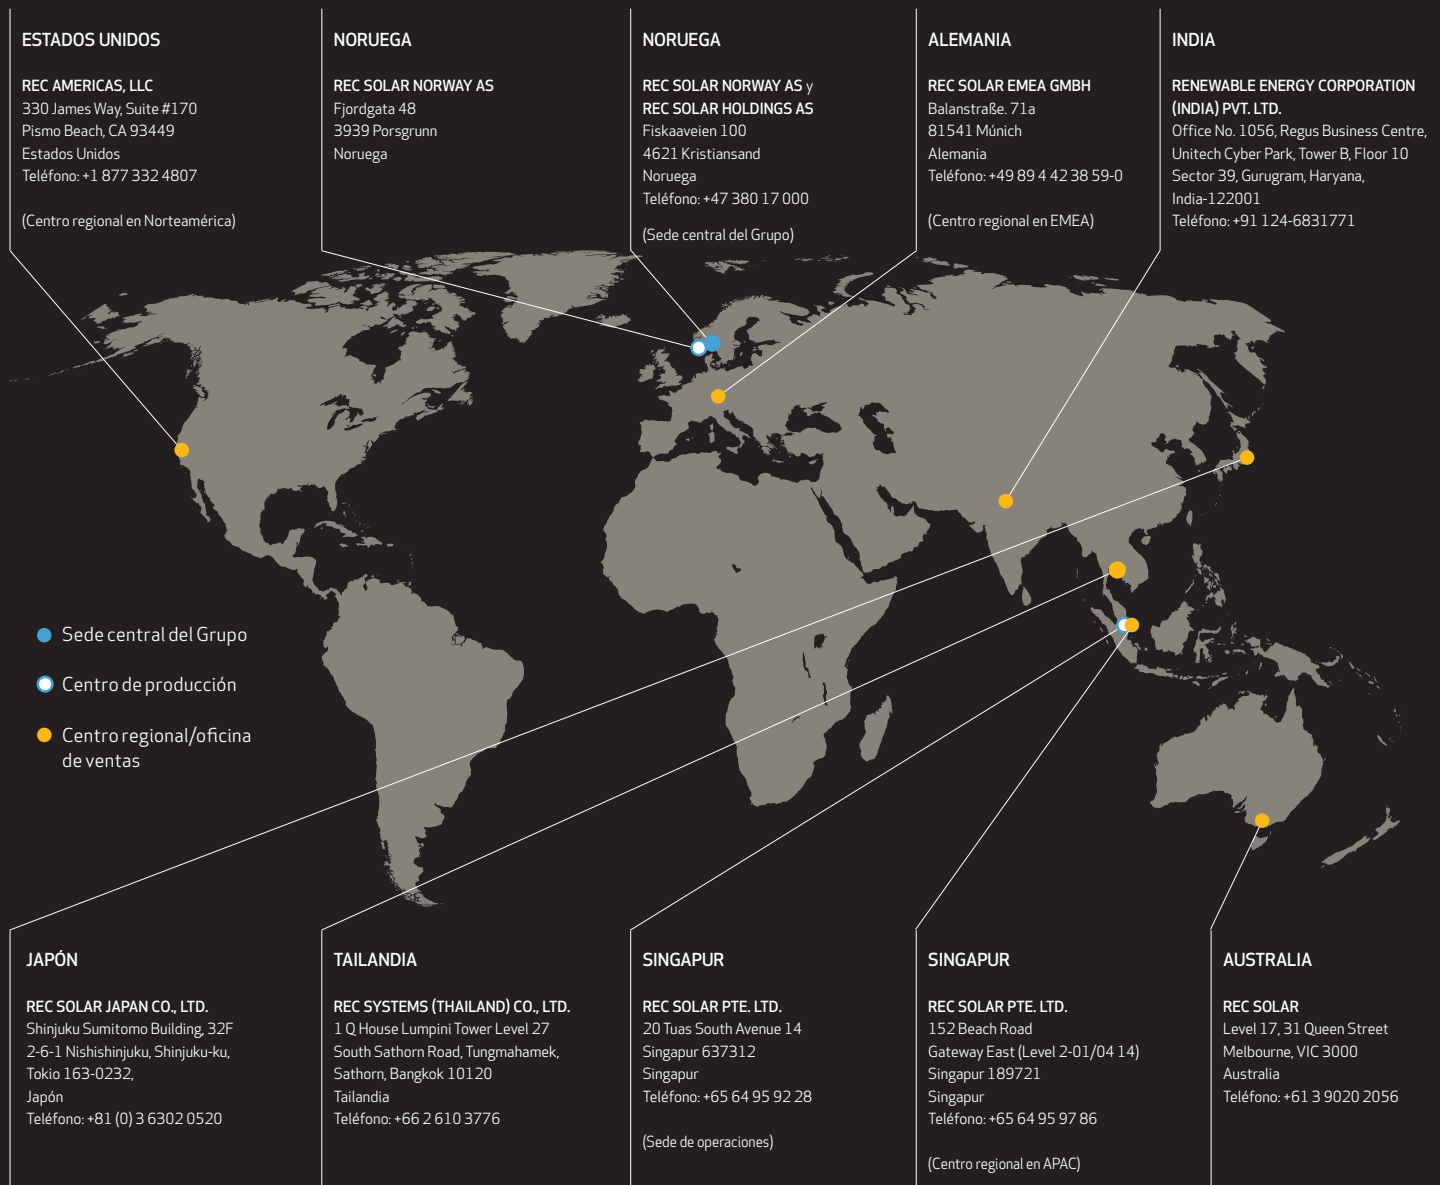 ESTADOS UNIDOS
REC AMERICAS, LLC
330 James Way, Suite #170
Pismo Beach, CA 93449
Estados Unidos
Teléfono: +1 877 332 4807
(Centro regional en Norteamérica)
NORUEGA
REC SOLAR NORWAY AS
Fjordgata 48
3939 Porsgrunn
Noruega
NORUEGA
REC SOLAR NORWAY AS y
REC SOLAR HOLDINGS AS
Fiskaaveien 100
4621 Kristiansand
Noruega
Teléfono: +47 380 17 000
(Sede central del Grupo)
ALEMANIA
REC SOLAR EMEA GMBH
Balanstraße. 71a
81541 Múnich
Alemania
Teléfono: +49 89 4 42 38 59-0
(Centro regional en EMEA)
INDIA
RENEWABLE ENERGY CORPORATION
(INDIA) PVT. LTD.
Office No. 1056, Regus Business Centre,
Unitech Cyber Park, Tower B, Floor 10
Sector 39, Gurugram, Haryana,
India-122001
Teléfono: +91 124-6831771
Sede central del Grupo
Centro de producción
Centro regional/oficina
de ventas
JAPÓN
REC SOLAR JAPAN CO., LTD.
Shinjuku Sumitomo Building, 32F
2-6-1 Nishishinjuku, Shinjuku-ku,
Tokio 163-0232,
Japón
Teléfono: +81 (0) 3 6302 0520
TAILANDIA
REC SYSTEMS (THAILAND) CO., LTD.
1 Q House Lumpini Tower Level 27
South Sathorn Road, Tungmahamek,
Sathorn, Bangkok 10120
Tailandia
Teléfono: +66 2 610 3776
SINGAPUR
REC SOLAR PTE. LTD.
20 Tuas South Avenue 14
Singapur 637312
Singapur
Teléfono: +65 64 95 92 28
(Sede de operaciones)
SINGAPUR
REC SOLAR PTE. LTD.
152 Beach Road
Gateway East (Level 2-01/04 14)
Singapur 189721
Singapur
Teléfono: +65 64 95 97 86
(Centro regional en APAC)
AUSTRALIA
REC SOLAR
Level 17, 31 Queen Street
Melbourne, VIC 3000
Australia
Teléfono: +61 3 9020 2056